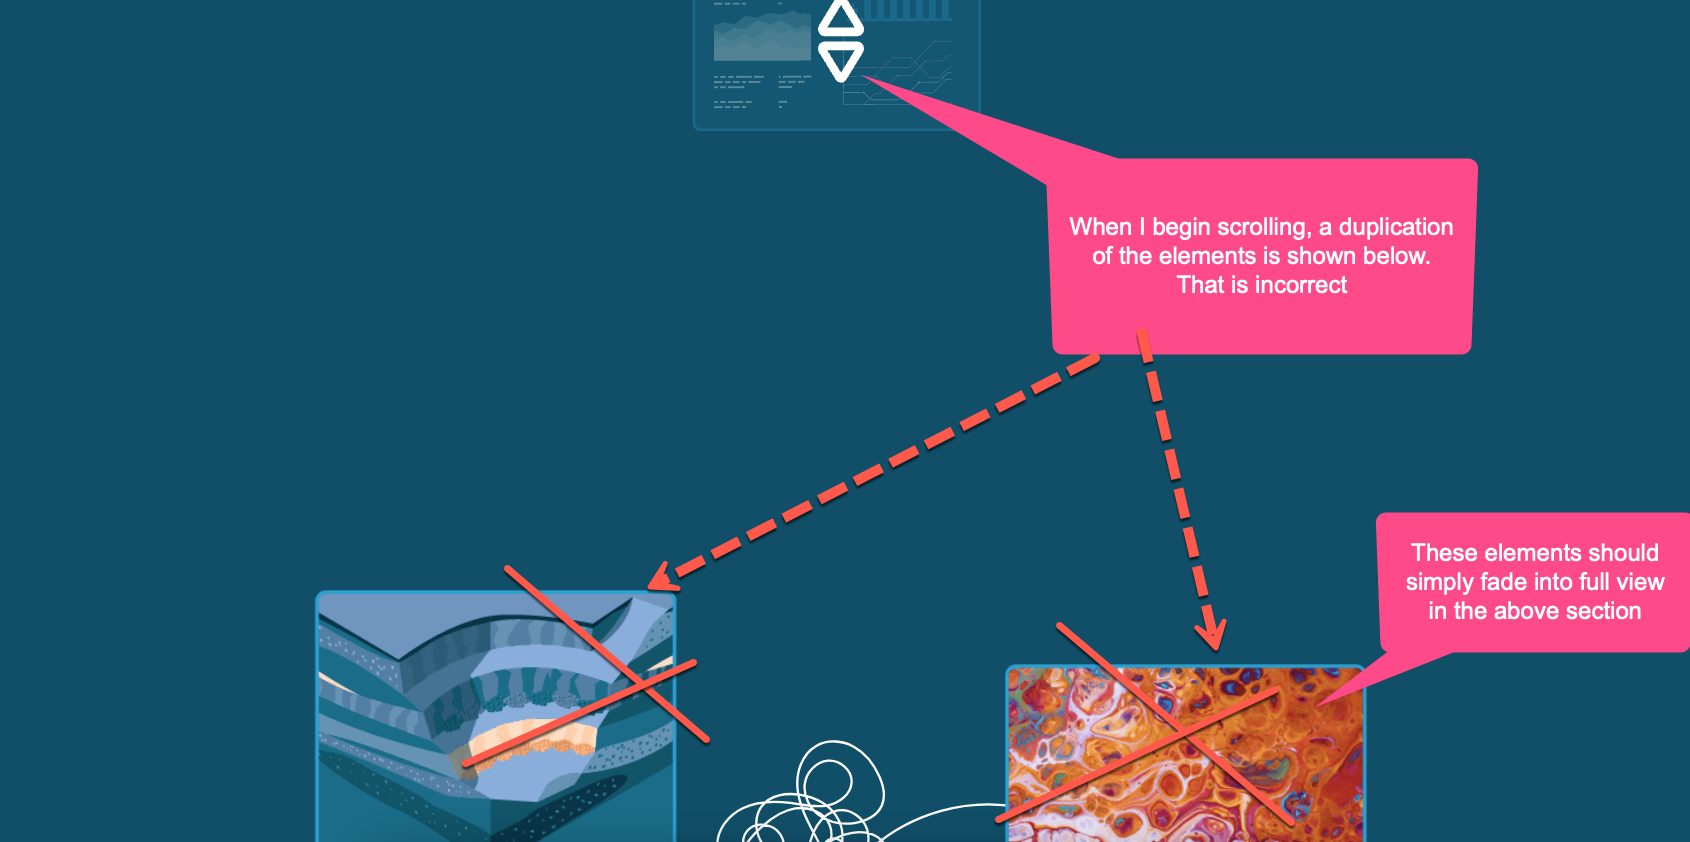 When I begin scrolling, a duplication
of the elements is shown below.
That is incorrect
These elements should
simply fade into full view
in the above section